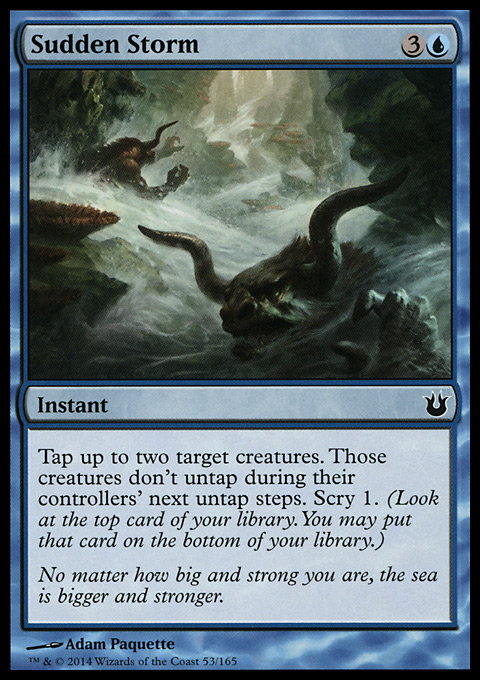 Sudden Storm 3
Instant
Tap up to two target creatures. Those
creatures don't untap during their
controllers' next untap steps. Scry 1. (Look
at the top card of your library. You may put
that card on the bottom of your library.)
No matter how big and strong you are, the sea
is bigger and stronger.
Adam Paquette
™ & © 2014 Wizards of the Coast 53/165